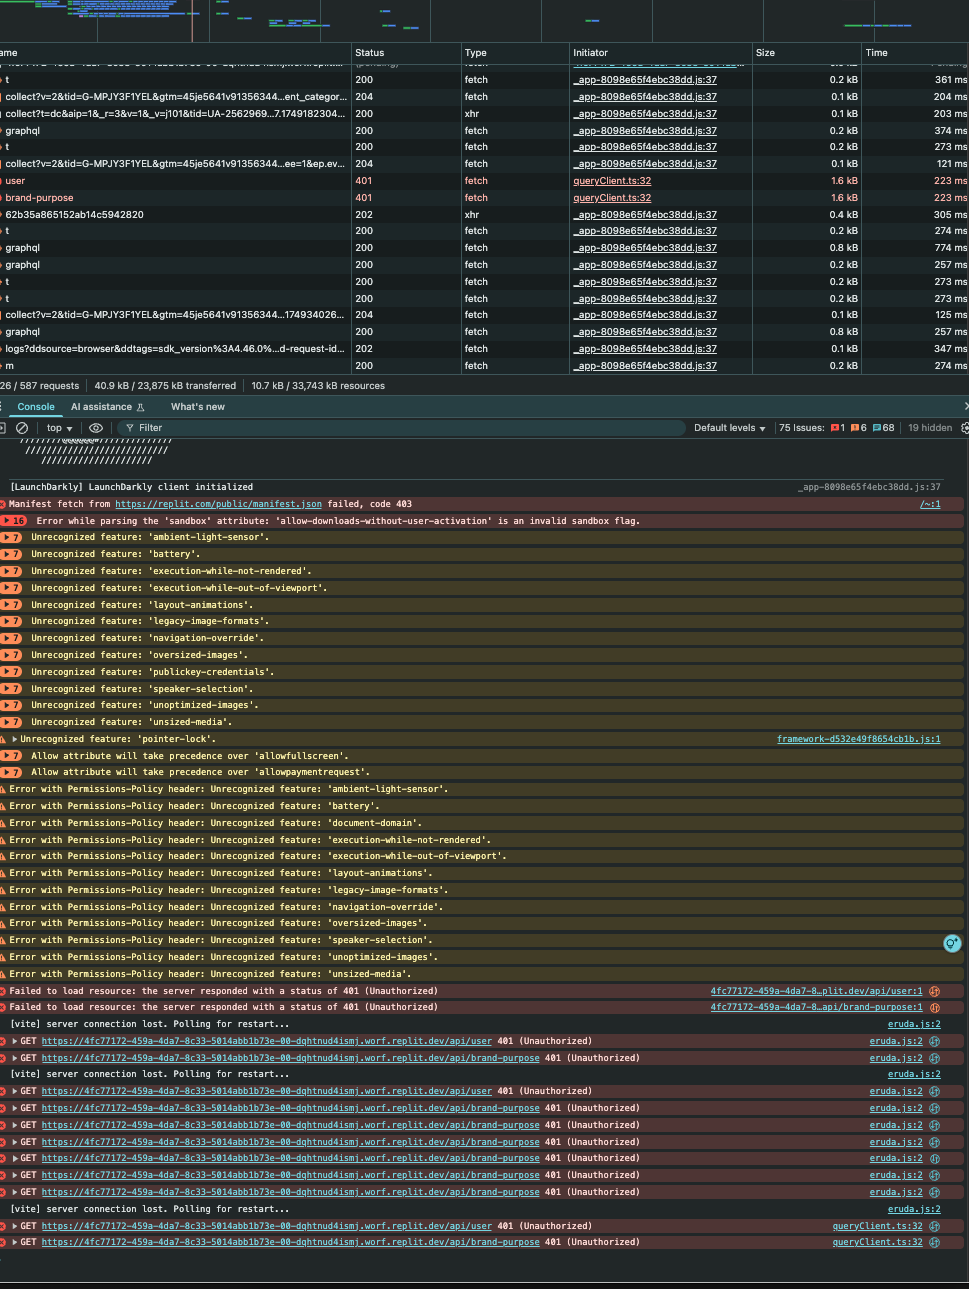 ame Status Type Initiator Size Time
t 200 fetch _app-8098e65f4ebc38dd.js:37 0.2 kB 361 ms
collect?v=2&tid=G-MPJY3F1YEL&gtm=45je5641v91356344...ent_categor... 204 fetch _app-8098e65f4ebc38dd.js:37 0.1 kB 204 ms
collect?t=dc&aip=1&_r=3&v=1&_v=j101&tid=UA-2562969...7.1749182304... 200 xhr _app-8098e65f4ebc38dd.js:37 0.1 kB 203 ms
graphql 200 fetch _app-8098e65f4ebc38dd.js:37 0.2 kB 374 ms
t 200 fetch _app-8098e65f4ebc38dd.js:37 0.2 kB 273 ms
collect?v=2&tid=G-MPJY3F1YEL&gtm=45je5641v91356344...ee=1&ep.ev... 204 fetch _app-8098e65f4ebc38dd.js:37 0.1 kB 121 ms
user 401 fetch queryClient.ts:32 1.6 kB 223 ms
brand-purpose 401 fetch queryClient.ts:32 1.6 kB 223 ms
62b35a865152ab14c5942820 202 xhr _app-8098e65f4ebc38dd.js:37 0.4 kB 305 ms
t 200 fetch _app-8098e65f4ebc38dd.js:37 0.2 kB 274 ms
graphql 200 fetch _app-8098e65f4ebc38dd.js:37 0.8 kB 774 ms
graphql 200 fetch _app-8098e65f4ebc38dd.js:37 0.2 kB 257 ms
t 200 fetch _app-8098e65f4ebc38dd.js:37 0.2 kB 273 ms
t 200 fetch _app-8098e65f4ebc38dd.js:37 0.2 kB 273 ms
collect?v=2&tid=G-MPJY3F1YEL&gtm=45je5641v91356344...174934026... 204 fetch _app-8098e65f4ebc38dd.js:37 0.1 kB 125 ms
graphql 200 fetch _app-8098e65f4ebc38dd.js:37 0.8 kB 257 ms
logs?ddsource=browser&ddtags=sdk_version%3A4.46.0%...d-request-id... 202 fetch _app-8098e65f4ebc38dd.js:37 0.1 kB 347 ms
m 200 fetch _app-8098e65f4ebc38dd.js:37 0.2 kB 274 ms
26 / 587 requests 40.9 kB / 23,875 kB transferred 10.7 kB / 33,743 kB resources
Console AI assistance What's new
top Filter Default levels 75 Issues: 1 6 68 19 hidden
[LaunchDarkly] LaunchDarkly client initialized _app-8098e65f4ebc38dd.js:37
Manifest fetch from https://replit.com/public/manifest.json failed, code 403 /~:1
16 Error while parsing the 'sandbox' attribute: 'allow-downloads-without-user-activation' is an invalid sandbox flag.
7 Unrecognized feature: 'ambient-light-sensor'.
7 Unrecognized feature: 'battery'.
7 Unrecognized feature: 'execution-while-not-rendered'.
7 Unrecognized feature: 'execution-while-out-of-viewport'.
7 Unrecognized feature: 'layout-animations'.
7 Unrecognized feature: 'legacy-image-formats'.
7 Unrecognized feature: 'navigation-override'.
7 Unrecognized feature: 'oversized-images'.
7 Unrecognized feature: 'publickey-credentials'.
7 Unrecognized feature: 'speaker-selection'.
7 Unrecognized feature: 'unoptimized-images'.
7 Unrecognized feature: 'unsized-media'.
Unrecognized feature: 'pointer-lock'. framework-d532e49f8654cb1b.js:1
7 Allow attribute will take precedence over 'allowfullscreen'.
7 Allow attribute will take precedence over 'allowpaymentrequest'.
Error with Permissions-Policy header: Unrecognized feature: 'ambient-light-sensor'.
Error with Permissions-Policy header: Unrecognized feature: 'battery'.
Error with Permissions-Policy header: Unrecognized feature: 'document-domain'.
Error with Permissions-Policy header: Unrecognized feature: 'execution-while-not-rendered'.
Error with Permissions-Policy header: Unrecognized feature: 'execution-while-out-of-viewport'.
Error with Permissions-Policy header: Unrecognized feature: 'layout-animations'.
Error with Permissions-Policy header: Unrecognized feature: 'legacy-image-formats'.
Error with Permissions-Policy header: Unrecognized feature: 'navigation-override'.
Error with Permissions-Policy header: Unrecognized feature: 'oversized-images'.
Error with Permissions-Policy header: Unrecognized feature: 'speaker-selection'.
Error with Permissions-Policy header: Unrecognized feature: 'unoptimized-images'.
Error with Permissions-Policy header: Unrecognized feature: 'unsized-media'.
Failed to load resource: the server responded with a status of 401 (Unauthorized) 4fc77172-459a-4da7-8…plit.dev/api/user:1
Failed to load resource: the server responded with a status of 401 (Unauthorized) 4fc77172-459a-4da7-8…api/brand-purpose:1
[vite] server connection lost. Polling for restart... eruda.js:2
GET https://4fc77172-459a-4da7-8c33-5014abb1b73e-00-dqhtnud4ismj.worf.replit.dev/api/user 401 (Unauthorized) eruda.js:2
GET https://4fc77172-459a-4da7-8c33-5014abb1b73e-00-dqhtnud4ismj.worf.replit.dev/api/brand-purpose 401 (Unauthorized) eruda.js:2
[vite] server connection lost. Polling for restart... eruda.js:2
GET https://4fc77172-459a-4da7-8c33-5014abb1b73e-00-dqhtnud4ismj.worf.replit.dev/api/user 401 (Unauthorized) eruda.js:2
GET https://4fc77172-459a-4da7-8c33-5014abb1b73e-00-dqhtnud4ismj.worf.replit.dev/api/brand-purpose 401 (Unauthorized) eruda.js:2
GET https://4fc77172-459a-4da7-8c33-5014abb1b73e-00-dqhtnud4ismj.worf.replit.dev/api/brand-purpose 401 (Unauthorized) eruda.js:2
GET https://4fc77172-459a-4da7-8c33-5014abb1b73e-00-dqhtnud4ismj.worf.replit.dev/api/brand-purpose 401 (Unauthorized) eruda.js:2
GET https://4fc77172-459a-4da7-8c33-5014abb1b73e-00-dqhtnud4ismj.worf.replit.dev/api/brand-purpose 401 (Unauthorized) eruda.js:2
GET https://4fc77172-459a-4da7-8c33-5014abb1b73e-00-dqhtnud4ismj.worf.replit.dev/api/brand-purpose 401 (Unauthorized) eruda.js:2
GET https://4fc77172-459a-4da7-8c33-5014abb1b73e-00-dqhtnud4ismj.worf.replit.dev/api/brand-purpose 401 (Unauthorized) eruda.js:2
[vite] server connection lost. Polling for restart... eruda.js:2
GET https://4fc77172-459a-4da7-8c33-5014abb1b73e-00-dqhtnud4ismj.worf.replit.dev/api/user 401 (Unauthorized) queryClient.ts:32
GET https://4fc77172-459a-4da7-8c33-5014abb1b73e-00-dqhtnud4ismj.worf.replit.dev/api/brand-purpose 401 (Unauthorized) queryClient.ts:32